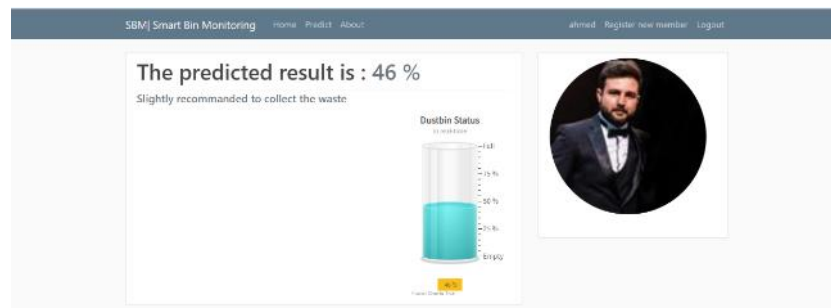 SBM| Smart Bin Monitoring Home Predict About ahmed Register new member Logout
The predicted result is : 46 %
Slightly recommanded to collect the waste
Dustbin Status
Full
75 %
50 %
25 %
Empty
46 %